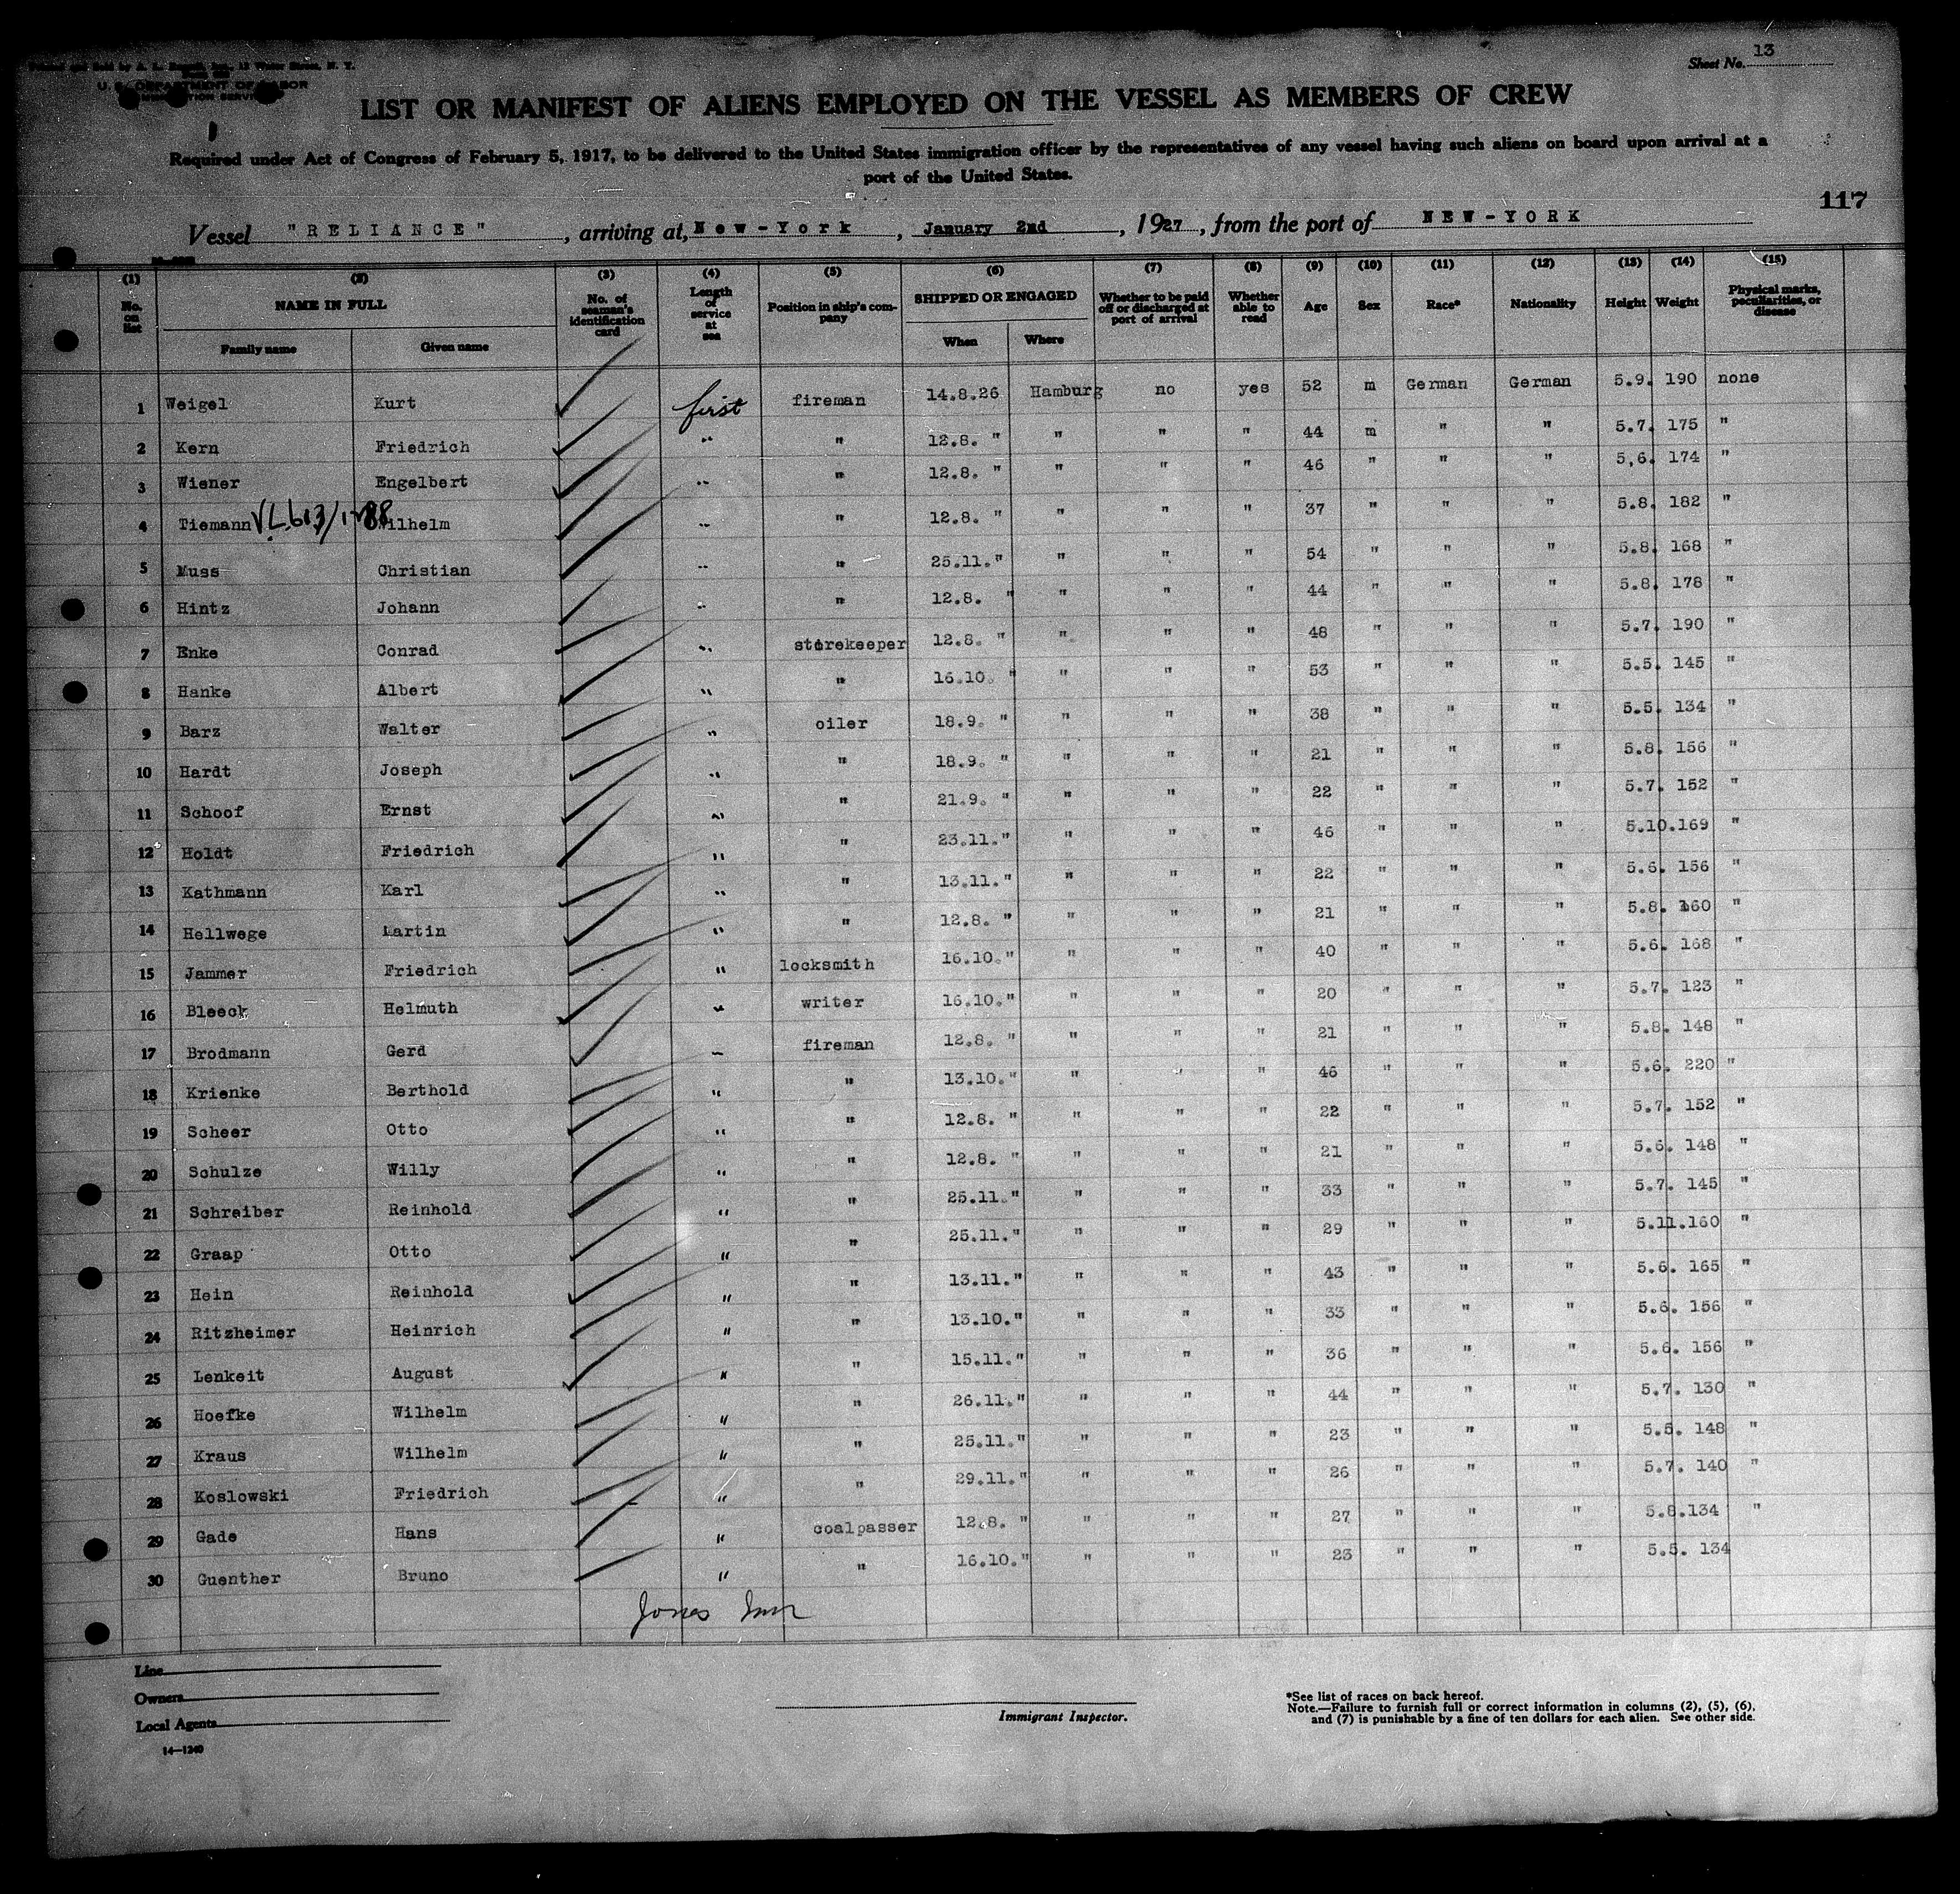 Sheet No. 13
U. S. DEPARTMENT OF LABOR
IMMIGRATION SERVICE
LIST OR MANIFEST OF ALIENS EMPLOYED ON THE VESSEL AS MEMBERS OF CREW
Required under Act of Congress of February 5, 1917, to be delivered to the United States immigration officer by the representatives of any vessel having such aliens on board upon arrival at a
port of the United States.
117
Vessel "RELIANCE", arriving at, New-York, January 2nd, 1927, from the port of NEW-YORK
(1) (2) (3) (4) (5) (6) (7) (8) (9) (10) (11) (12) (13) (14) (15)
No. on list NAME IN FULL Family name Given name No. of seaman's identification card Length of service at sea Position in ship's company SHIPPED OR ENGAGED When Where Whether to be paid off or discharged at port of arrival Whether able to read Age Sex Race* Nationality Height Weight Physical marks, peculiarities, or disease
1 Weigel Kurt first fireman 14.8.26 Hamburg no yes 52 m German German 5.9. 190 none
2 Kern Friedrich " " 12.8. " " " " 44 m " " 5.7. 175 "
3 Wiener Engelbert " " 12.8. " " " " 46 " " " 5,6. 174 "
4 Tiemann Wilhelm " " 12.8. " " " " 37 " " " 5.8. 182 "
5 Muss Christian " " 25.11. " " " " 54 " " " 5.8. 168 "
6 Hintz Johann " " 12.8. " " " " 44 " " " 5.8. 178 "
7 Enke Conrad " storekeeper 12.8. " " " " 48 " " " 5.7. 190 "
8 Hanke Albert " " 16.10. " " " " 53 " " " 5.5. 145 "
9 Barz Walter " oiler 18.9. " " " " 38 " " " 5.5. 134 "
10 Hardt Joseph " " 18.9. " " " " 21 " " " 5.8. 156 "
11 Schoof Ernst " " 21.9. " " " " 22 " " " 5.7. 152 "
12 Holdt Friedrich " " 23.11. " " " " 46 " " " 5.10. 169 "
13 Kathmann Karl " " 13.11. " " " " 22 " " " 5.6. 156 "
14 Hellwege Martin " " 12.8. " " " " 21 " " " 5.8. 160 "
15 Jammer Friedrich " locksmith 16.10. " " " " 40 " " " 5.6. 168 "
16 Bleeck Helmuth " writer 16.10. " " " " 20 " " " 5.7. 123 "
17 Brodmann Gerd " fireman 12.8. " " " " 21 " " " 5.8. 148 "
18 Krienke Berthold " " 13.10. " " " " 46 " " " 5.6. 220 "
19 Scheer Otto " " 12.8. " " " " 22 " " " 5.7. 152 "
20 Schulze Willy " " 12.8. " " " " 21 " " " 5.6. 148 "
21 Schreiber Reinhold " " 25.11. " " " " 33 " " " 5.7. 145 "
22 Graap Otto " " 25.11. " " " " 29 " " " 5.11. 160 "
23 Hein Reinhold " " 13.11. " " " " 43 " " " 5.6. 165 "
24 Ritzheimer Heinrich " " 13.10. " " " " 33 " " " 5.6. 156 "
25 Lenkeit August " " 15.11. " " " " 36 " " " 5.6. 156 "
26 Hoefke Wilhelm " " 26.11. " " " " 44 " " " 5.7. 130 "
27 Kraus Wilhelm " " 25.11. " " " " 23 " " " 5.5. 148 "
28 Koslowski Friedrich " " 29.11. " " " " 26 " " " 5.7. 140 "
29 Gade Hans " coalpasser 12.8. " " " " 27 " " " 5.8. 134 "
30 Guenther Bruno " " 16.10. " " " " 23 " " " 5.5. 134
Line
Owners
Local Agents
14—1240
Immigrant Inspector.
*See list of races on back hereof.
Note.—Failure to furnish full or correct information in columns (2), (5), (6),
and (7) is punishable by a fine of ten dollars for each alien. See other side.